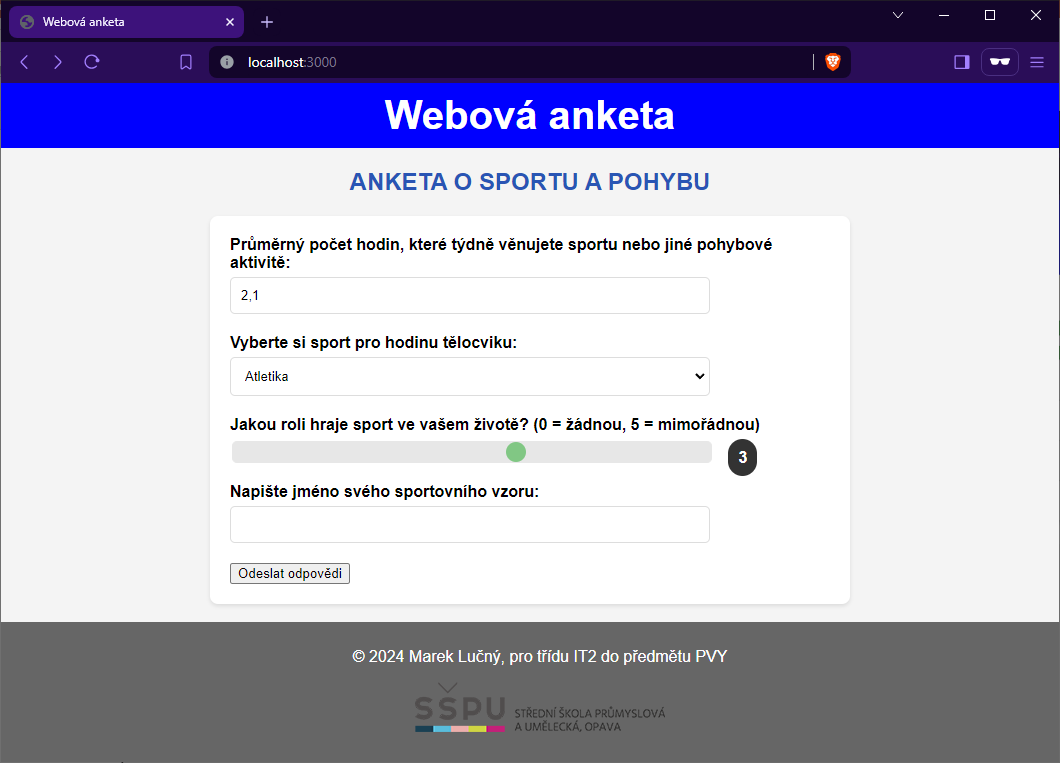 Webová anketa
localhost:3000
Webová anketa
ANKETA O SPORTU A POHYBU
Průměrný počet hodin, které týdně věnujete sportu nebo jiné pohybové
aktivitě:
2,1
Vyberte si sport pro hodinu tělocviku:
Atletika
Jakou roli hraje sport ve vašem životě? (0 = žádnou, 5 = mimořádnou)
3
Napište jméno svého sportovního vzoru:
Odeslat odpovědi
© 2024 Marek Lučný, pro třídu IT2 do předmětu PVY
SŠPU STŘEDNÍ ŠKOLA PRŮMYSLOVÁ
A UMĚLECKÁ, OPAVA